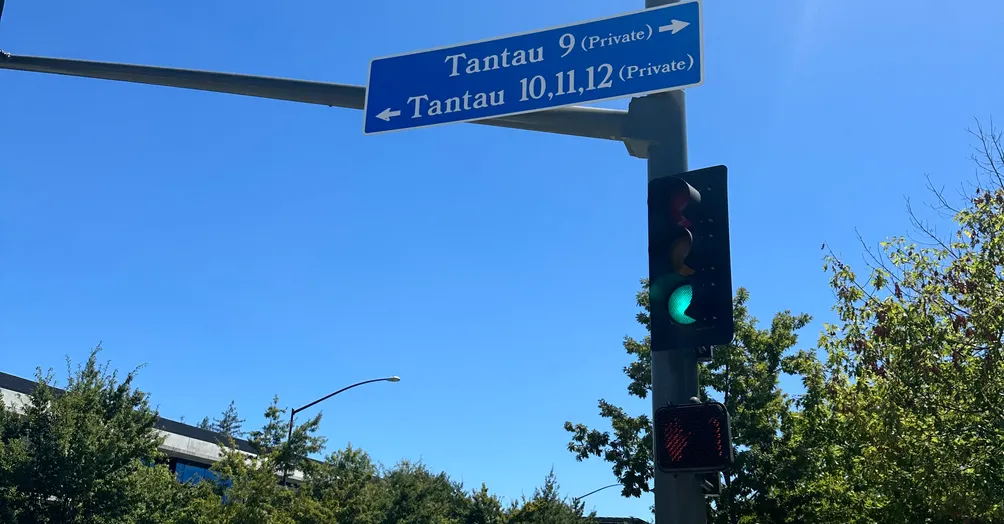 Tantau 9 (Private) →
← Tantau 10,11,12 (Private)